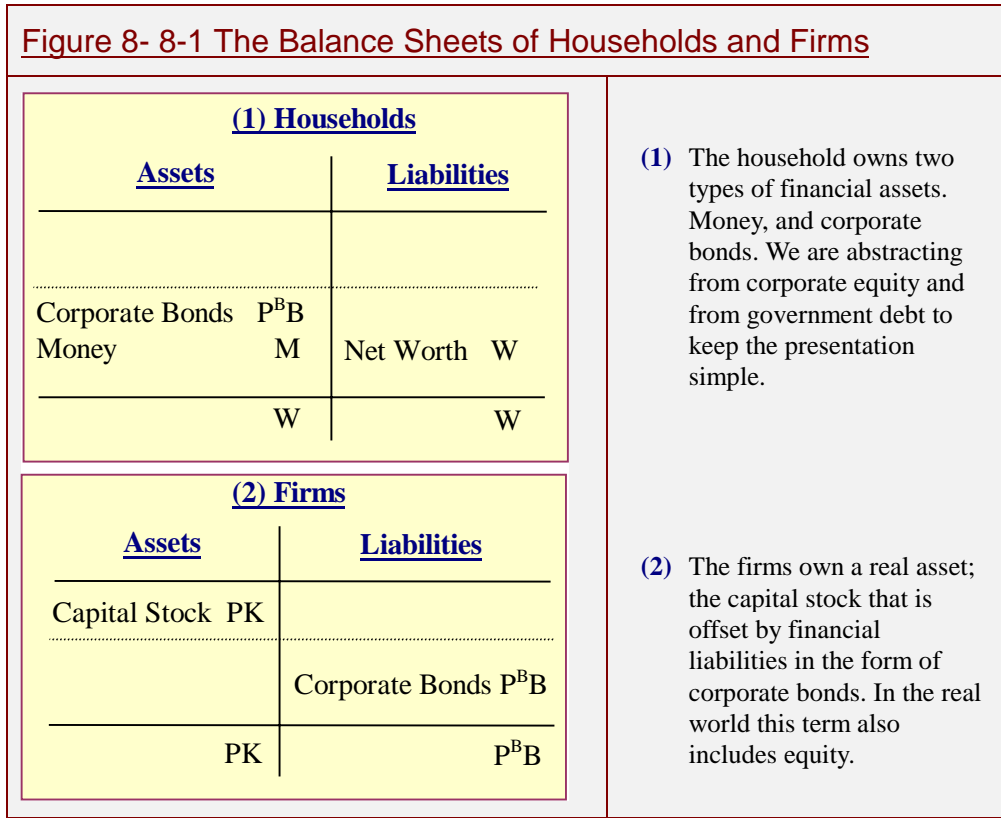 Figure 8- 8-1 The Balance Sheets of Households and Firms
(1) Households
Assets Liabilities
Corporate Bonds PᴮB
Money M Net Worth W
W W
(1) The household owns two
types of financial assets.
Money, and corporate
bonds. We are abstracting
from corporate equity and
from government debt to
keep the presentation
simple.
(2) Firms
Assets Liabilities
Capital Stock PK
Corporate Bonds PᴮB
PK PᴮB
(2) The firms own a real asset;
the capital stock that is
offset by financial
liabilities in the form of
corporate bonds. In the real
world this term also
includes equity.